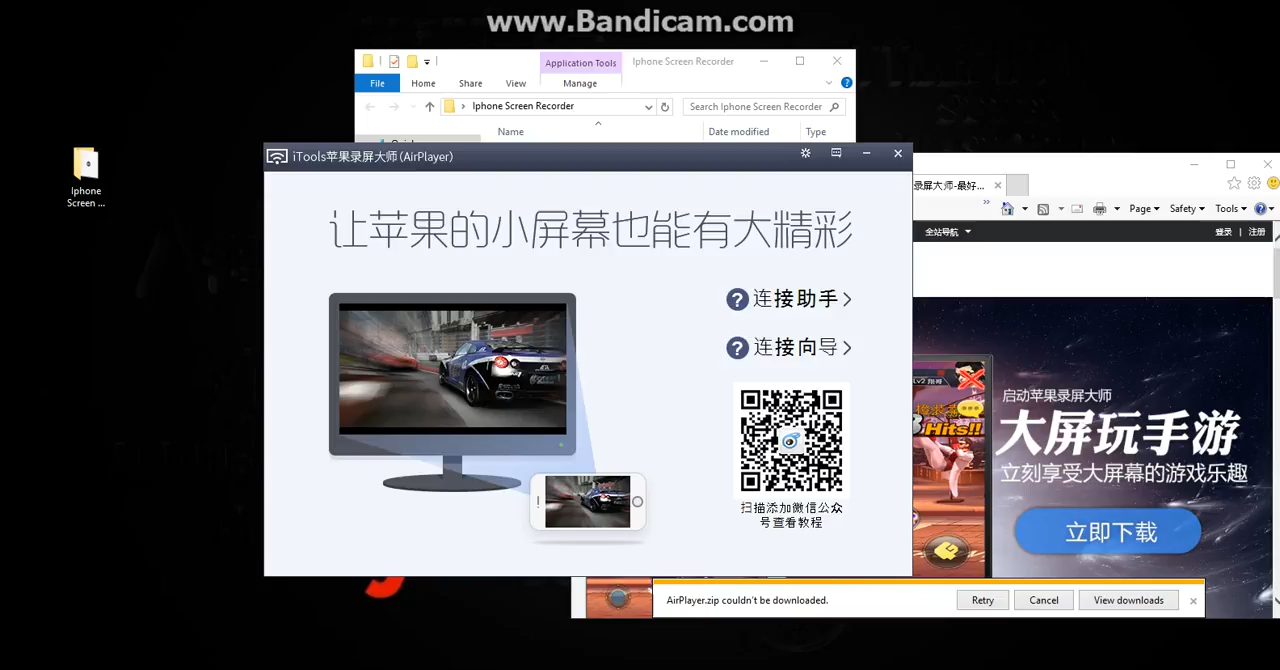 www.Bandicam.com
Application Tools
Iphone Screen Recorder
File
Home
Share
View
Manage
Iphone Screen Recorder
Search Iphone Screen Recorder
Name
Date modified
Type
Iphone
Screen ...
iTools苹果录屏大师(AirPlayer)
让苹果的小屏幕也能有大精彩
连接助手
连接向导
扫描添加微信公众
号查看教程
录屏大师-最好...
Page
Safety
Tools
全站导航
登录 | 注册
Hits!!
启动苹果录屏大师
大屏玩手游
立刻享受大屏幕的游戏乐趣
立即下载
AirPlayer.zip couldn't be downloaded.
Retry
Cancel
View downloads